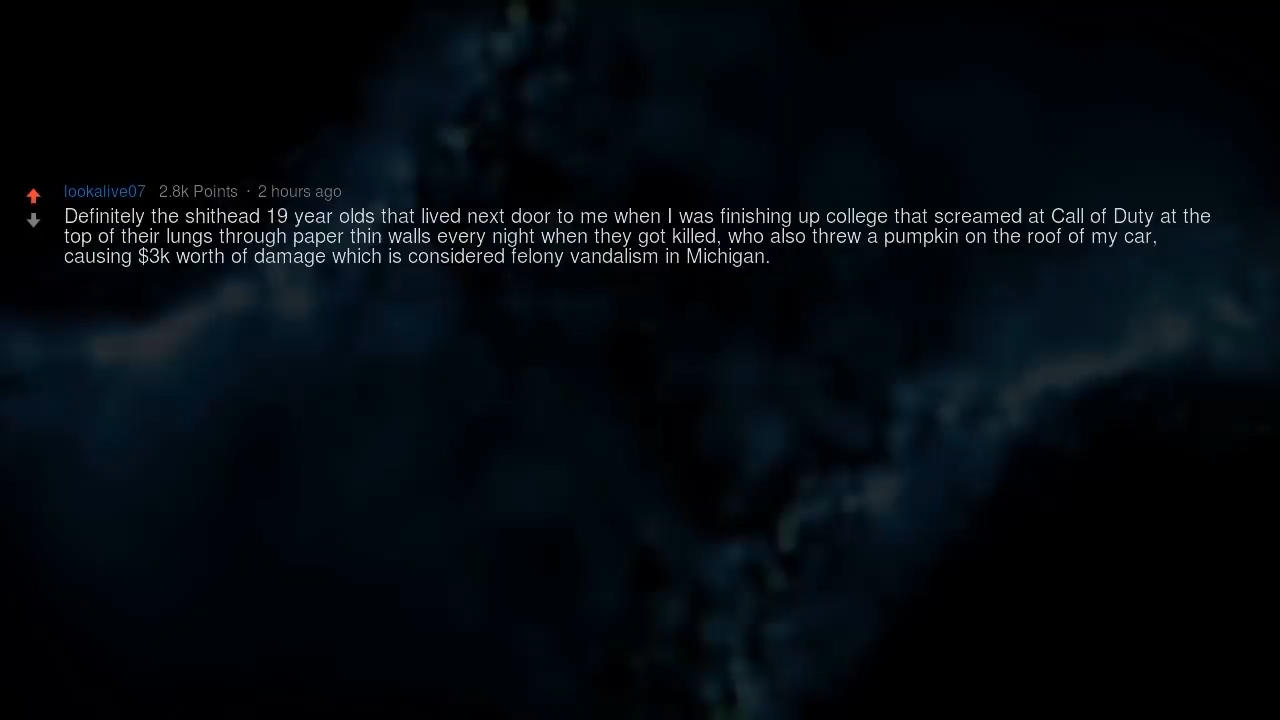 lookalive07 2.8k Points · 2 hours ago
Definitely the shithead 19 year olds that lived next door to me when I was finishing up college that screamed at Call of Duty at the
top of their lungs through paper thin walls every night when they got killed, who also threw a pumpkin on the roof of my car,
causing $3k worth of damage which is considered felony vandalism in Michigan.